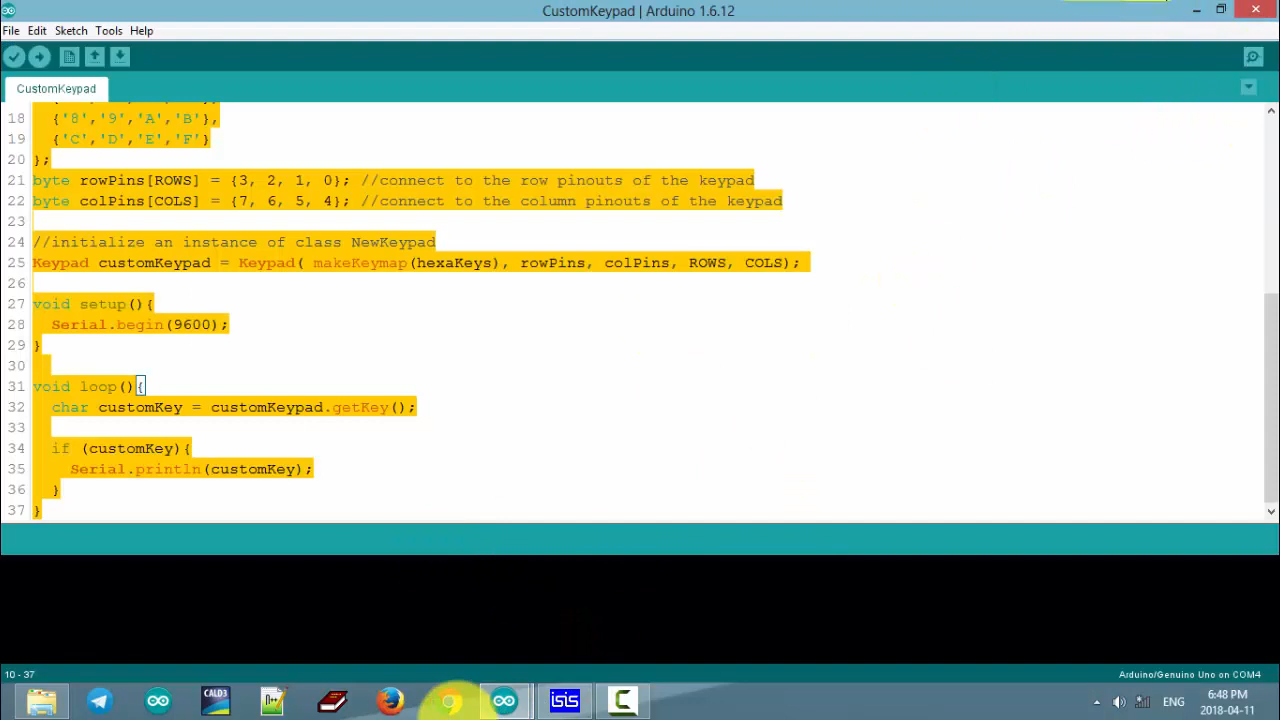 CustomKeypad | Arduino 1.6.12
File Edit Sketch Tools Help
CustomKeypad
18 {'8','9','A','B'},
19 {'C','D','E','F'}
20 };
21 byte rowPins[ROWS] = {3, 2, 1, 0}; //connect to the row pinouts of the keypad
22 byte colPins[COLS] = {7, 6, 5, 4}; //connect to the column pinouts of the keypad
23
24 //initialize an instance of class NewKeypad
25 Keypad customKeypad = Keypad( makeKeymap(hexaKeys), rowPins, colPins, ROWS, COLS);
26
27 void setup(){
28 Serial.begin(9600);
29 }
30
31 void loop(){
32 char customKey = customKeypad.getKey();
33
34 if (customKey){
35 Serial.println(customKey);
36 }
37 }
10 - 37 Arduino/Genuino Uno on COM4
CALD3 isis ENG 6:48 PM
2018-04-11